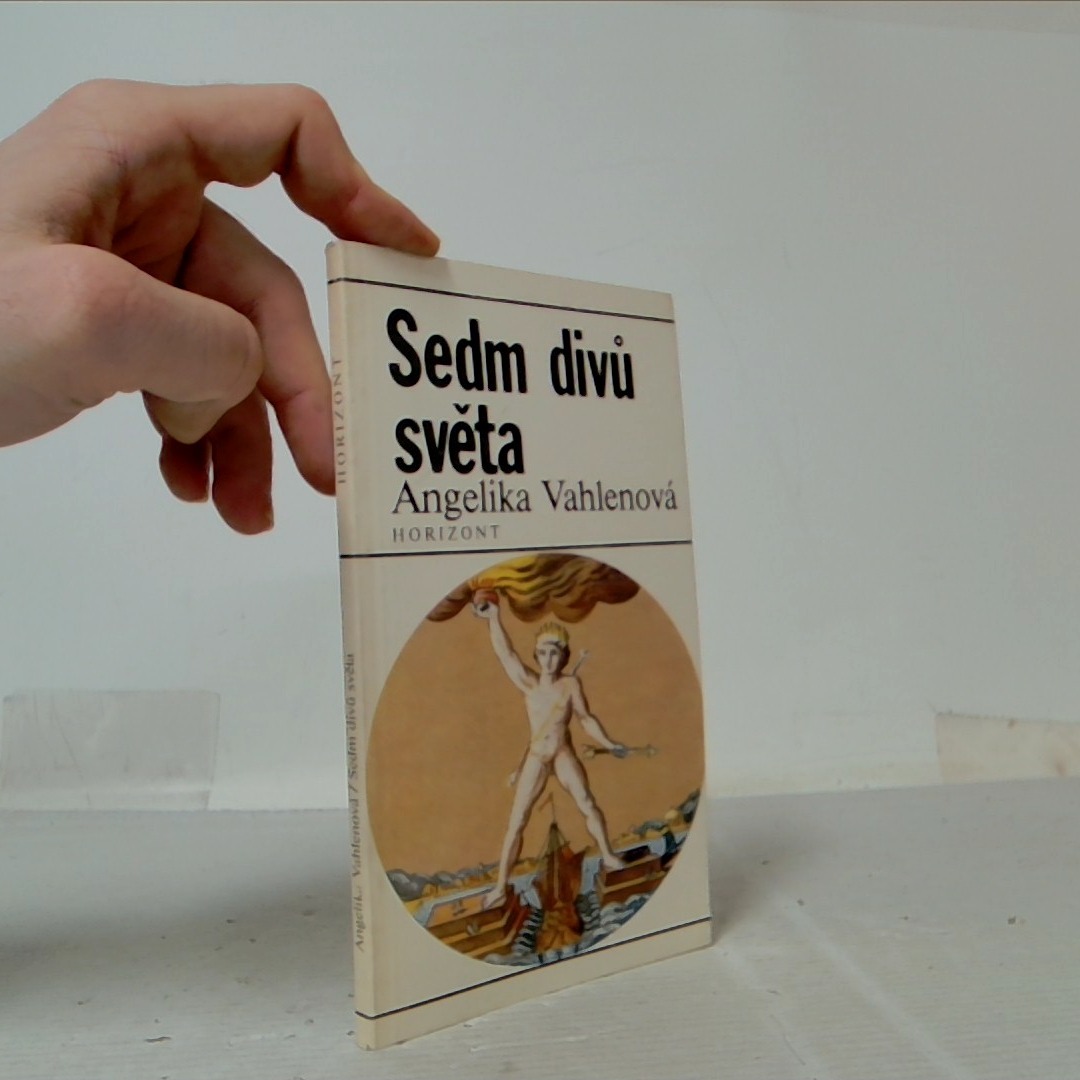 Sedm divů
světa
Angelika Vahlenová
HORIZONT
HORIZONT
Angelika Vahlenová / Sedm divů světa